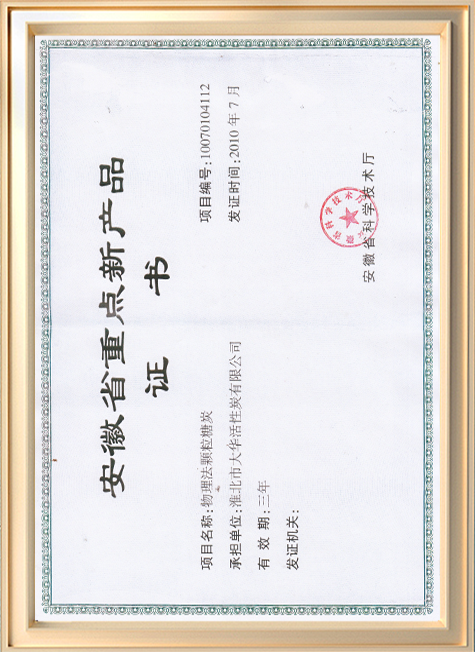 安徽省重点新产品
证书
项目名称:物理法颗粒糖炭
项目编号:10070104112
承担单位:淮北市大华活性炭有限公司
发证时间:2010 年 7 月
有 效 期:三年
发证机关:
安徽省科学技术厅